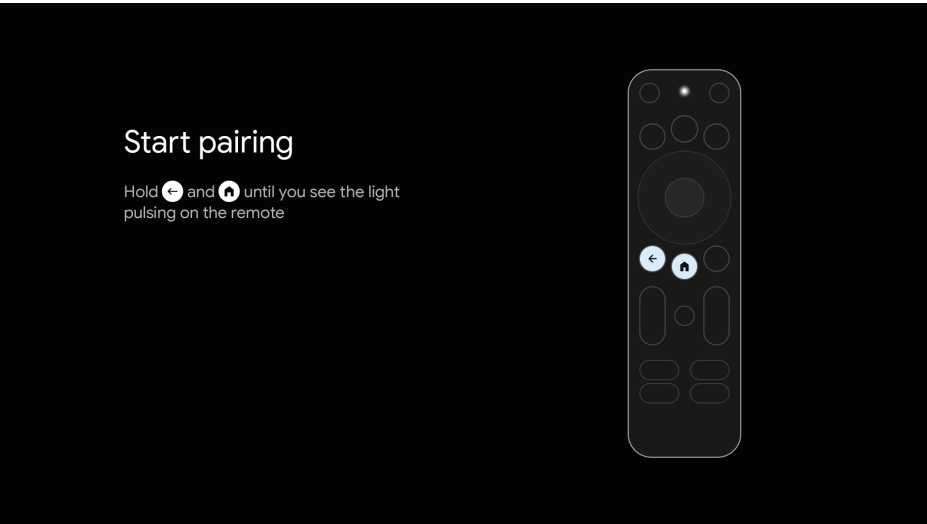 Start pairing
Hold and until you see the light
pulsing on the remote